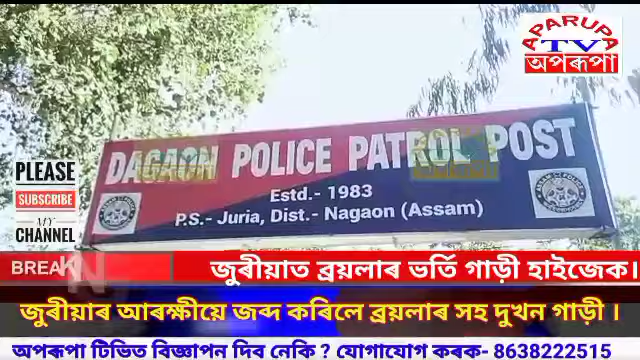 APARUPA
TV
অপৰূপা
DAGAON POLICE PATROL POST
Estd.- 1983
P.S.- Juria, Dist.- Nagaon (Assam)
PLEASE
SUBSCRIBE
MY
CHANNEL
BREAK N
জুৰীয়াত ব্ৰয়লাৰ ভৰ্তি গাড়ী হাইজেক।
জুৰীয়াৰ আৰক্ষীয়ে জব্দ কৰিলে ব্ৰয়লাৰ সহ দুখন গাড়ী ।
অপৰূপা টিভিত বিজ্ঞাপন দিব নেকি ? যোগাযোগ কৰক- 8638222515